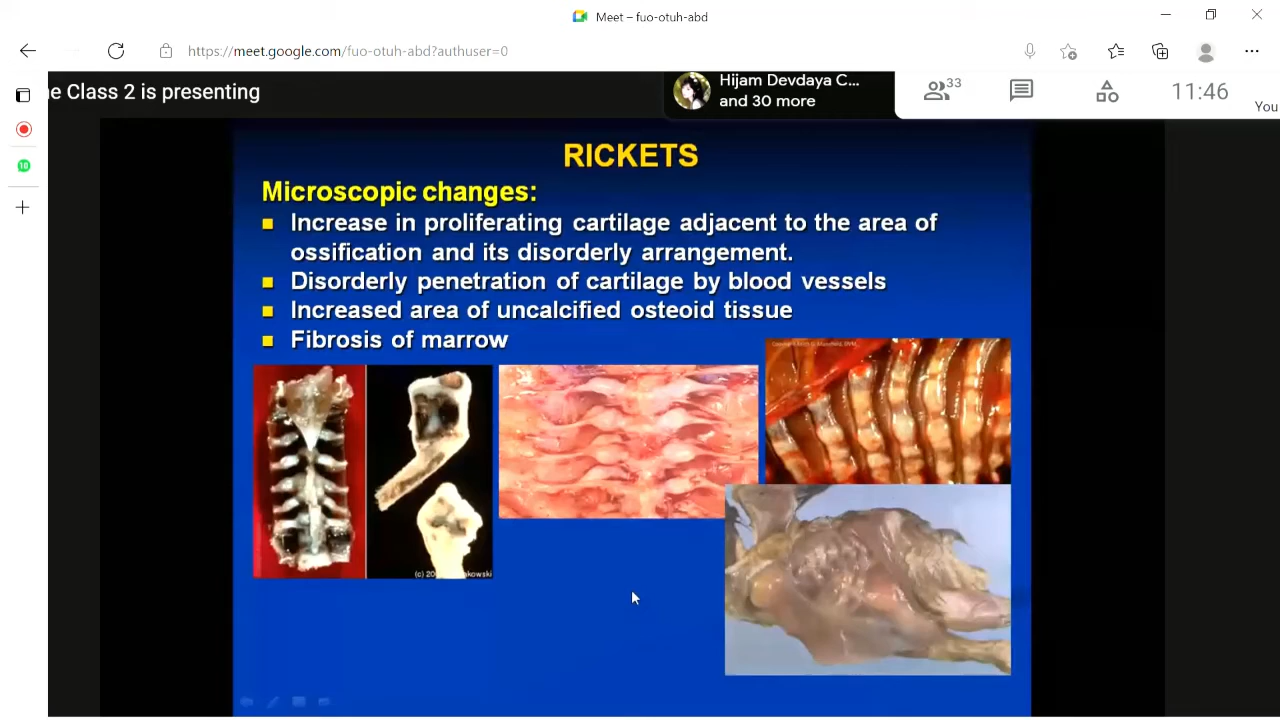 Meet – fuo-otuh-abd
https://meet.google.com/fuo-otuh-abd?authuser=0
e Class 2 is presenting
Hijam Devdaya C...
and 30 more
33
11:46
You
10
RICKETS
Microscopic changes:
Increase in proliferating cartilage adjacent to the area of
ossification and its disorderly arrangement.
Disorderly penetration of cartilage by blood vessels
Increased area of uncalcified osteoid tissue
Fibrosis of marrow
(c) 20